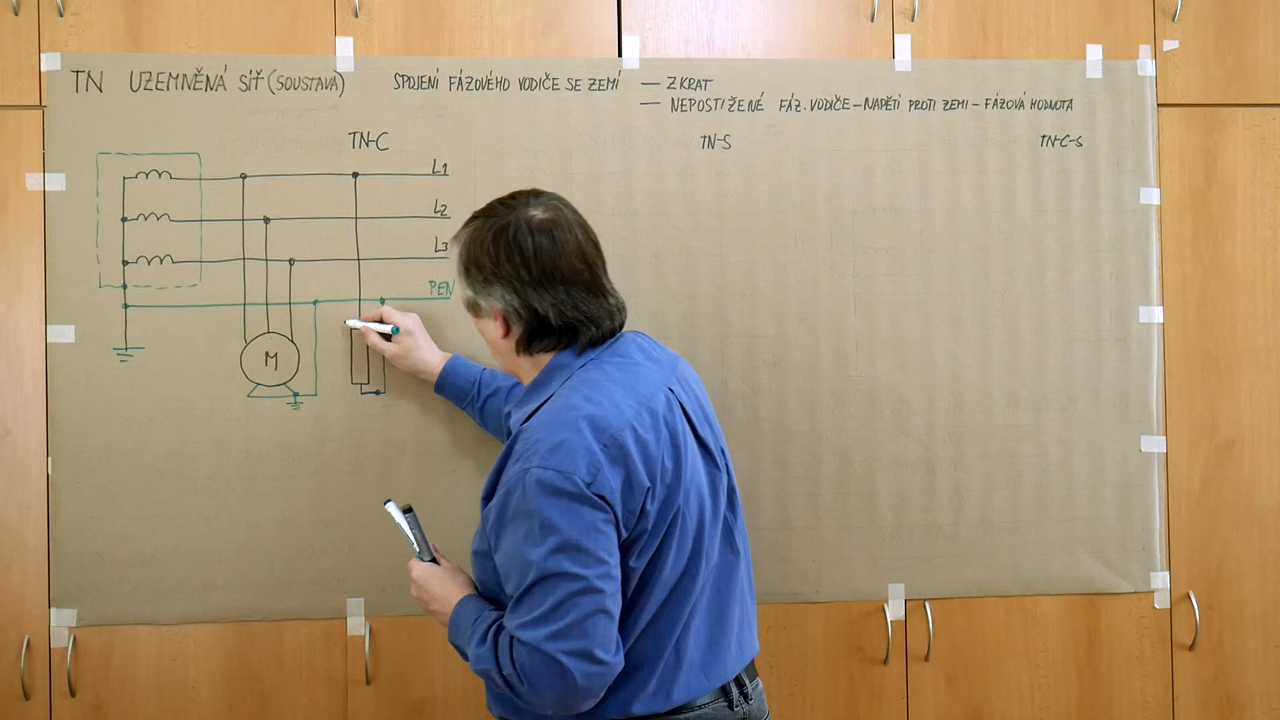 TN UZEMNĚNÁ SÍŤ (SOUSTAVA)
SPOJENÍ FÁZOVÉHO VODIČE SE ZEMÍ — ZKRAT
— NEPOSTIŽENÉ FÁZ. VODIČE – NAPĚTÍ PROTI ZEMI – FÁZOVÁ HODNOTA
TN-C
TN-S
TN-C-S
L1
L2
L3
PEN
M